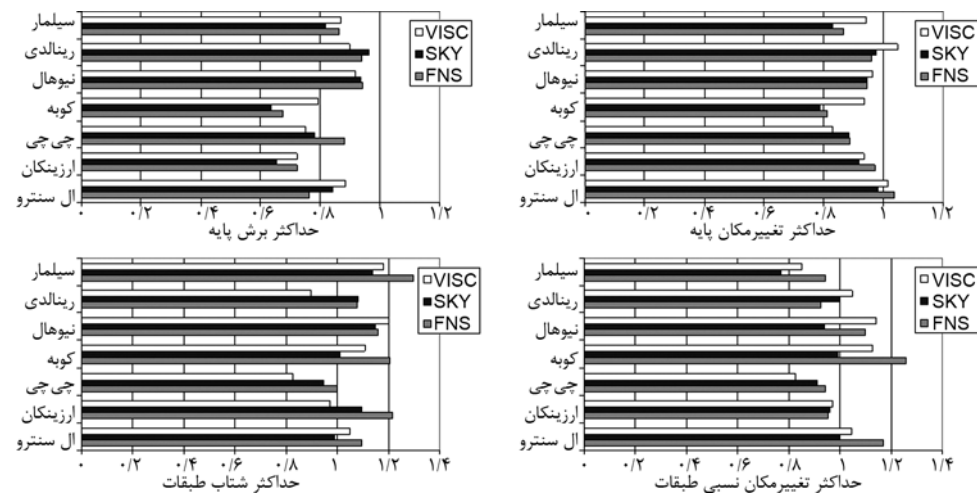 سیلمار
رینالدی
نیوهال
کوبه
چی چی
ارزینکان
ال سنترو
VISC
SKY
FNS
۰ ۰/۲ ۰/۴ ۰/۶ ۰/۸ ۱ ۱/۲
حداکثر برش پایه
سیلمار
رینالدی
نیوهال
کوبه
چی چی
ارزینکان
ال سنترو
VISC
SKY
FNS
۰ ۰/۲ ۰/۴ ۰/۶ ۰/۸ ۱ ۱/۲
حداکثر تغییرمکان پایه
سیلمار
رینالدی
نیوهال
کوبه
چی چی
ارزینکان
ال سنترو
VISC
SKY
FNS
۰ ۰/۲ ۰/۴ ۰/۶ ۰/۸ ۱ ۱/۲ ۱/۴
حداکثر شتاب طبقات
سیلمار
رینالدی
نیوهال
کوبه
چی چی
ارزینکان
ال سنترو
VISC
SKY
FNS
۰ ۰/۲ ۰/۴ ۰/۶ ۰/۸ ۱ ۱/۲ ۱/۴
حداکثر تغییرمکان نسبی طبقات